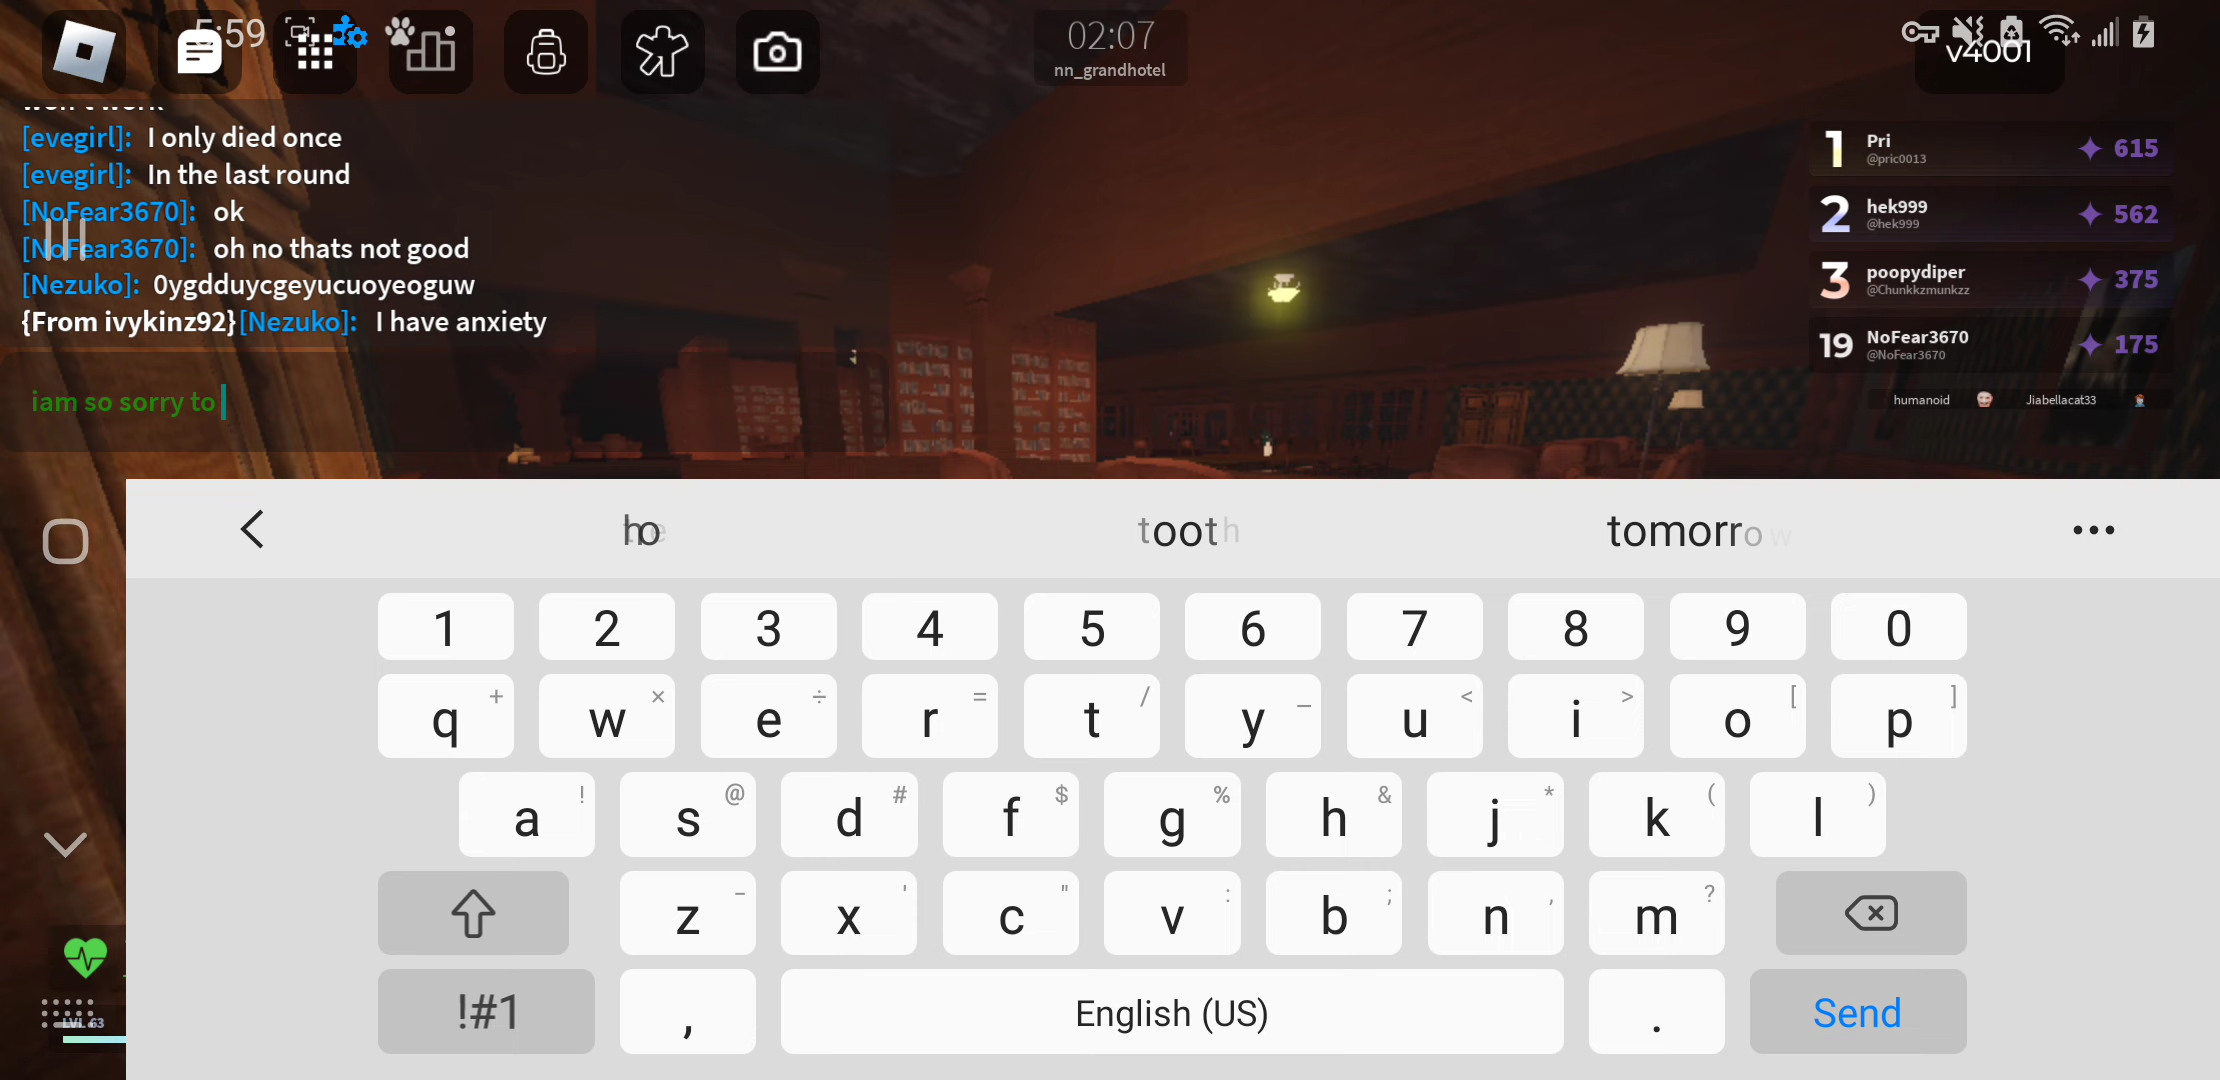 5:59
02:07
nn_grandhotel
v4001
won't work
[evegirl]: I only died once
[evegirl]: In the last round
[NoFear3670]: ok
[NoFear3670]: oh no thats not good
[Nezuko]: 0ygdduycgeyucuoyeoguw
{From ivykinz92}[Nezuko]: I have anxiety
iam so sorry to
1 Pri 615
@pric0013
2 hek999 562
@hek999
3 poopydiper 375
@Chunkkzmunkzz
19 NoFear3670 175
@NoFear3670
humanoid Jiabellacat33
tooth tomorrow
1 2 3 4 5 6 7 8 9 0
q + w × e ÷ r = t / y _ u < i > o [ p ]
a ! s @ d # f $ g % h & j * k ( l )
z - x ' c " v : b ; n , m ?
!#1 , English (US) . Send
LVL 63